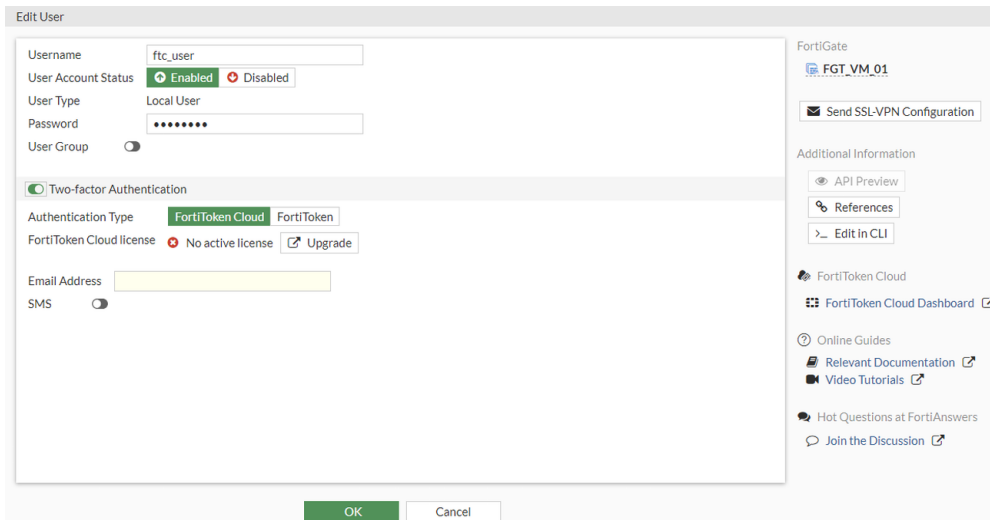 Edit User
Username ftc_user
User Account Status Enabled Disabled
User Type Local User
Password ••••••••
User Group
Two-factor Authentication
Authentication Type FortiToken Cloud FortiToken
FortiToken Cloud license No active license Upgrade
Email Address
SMS
OK Cancel
FortiGate
FGT_VM_01
Send SSL-VPN Configuration
Additional Information
API Preview
References
>_ Edit in CLI
FortiToken Cloud
FortiToken Cloud Dashboard
Online Guides
Relevant Documentation
Video Tutorials
Hot Questions at FortiAnswers
Join the Discussion